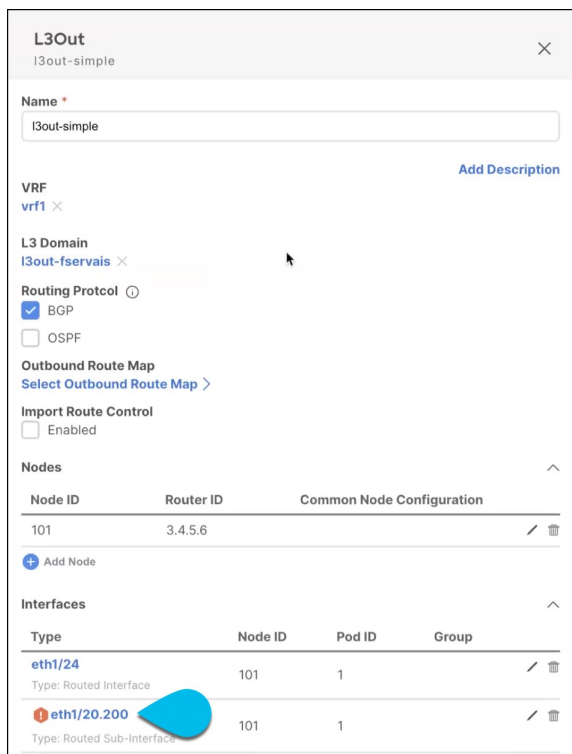 L3Out
l3out-simple
Name *
l3out-simple
Add Description
VRF
vrf1
L3 Domain
l3out-fservais
Routing Protcol
BGP
OSPF
Outbound Route Map
Select Outbound Route Map >
Import Route Control
Enabled
Nodes
Node ID Router ID Common Node Configuration
101 3.4.5.6
Add Node
Interfaces
Type Node ID Pod ID Group
eth1/24
Type: Routed Interface
101 1
eth1/20.200
Type: Routed Sub-Interface
101 1